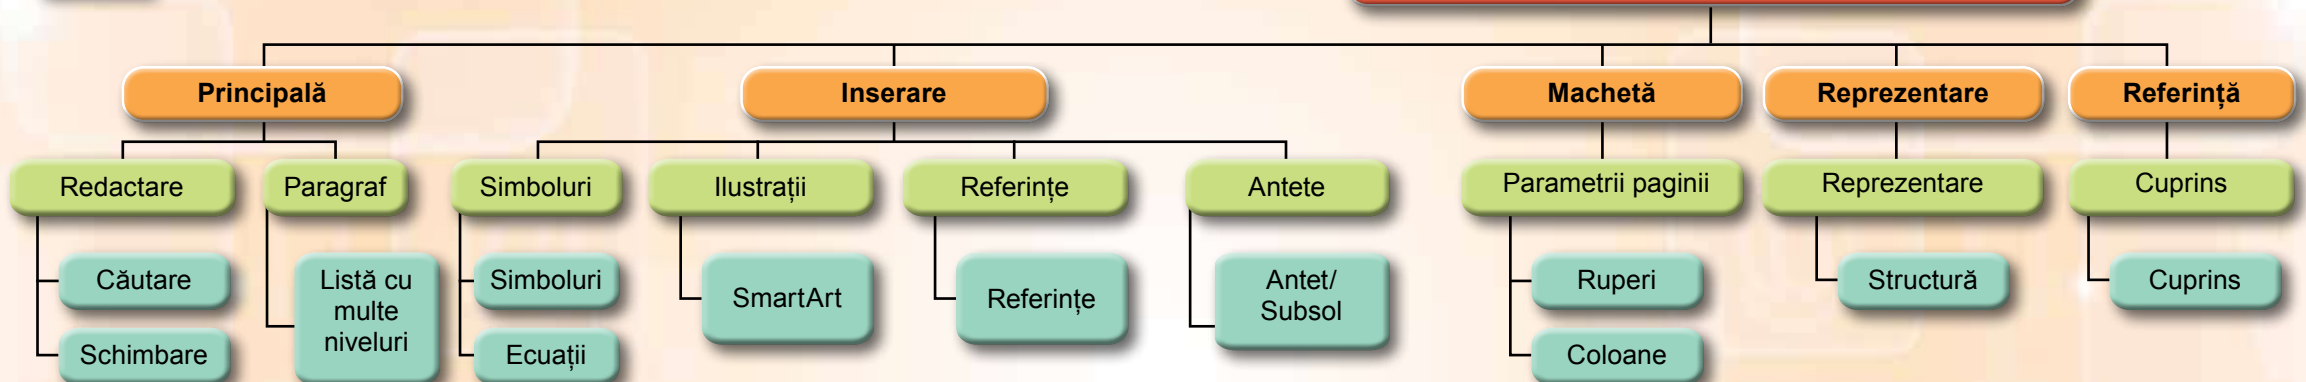 Principală
Inserare
Machetă
Reprezentare
Referință
Redactare
Paragraf
Simboluri
Ilustrații
Referințe
Antete
Parametrii paginii
Reprezentare
Cuprins
Căutare
Schimbare
Listă cu
multe
niveluri
Simboluri
Ecuații
SmartArt
Referințe
Antet/
Subsol
Ruperi
Coloane
Structură
Cuprins